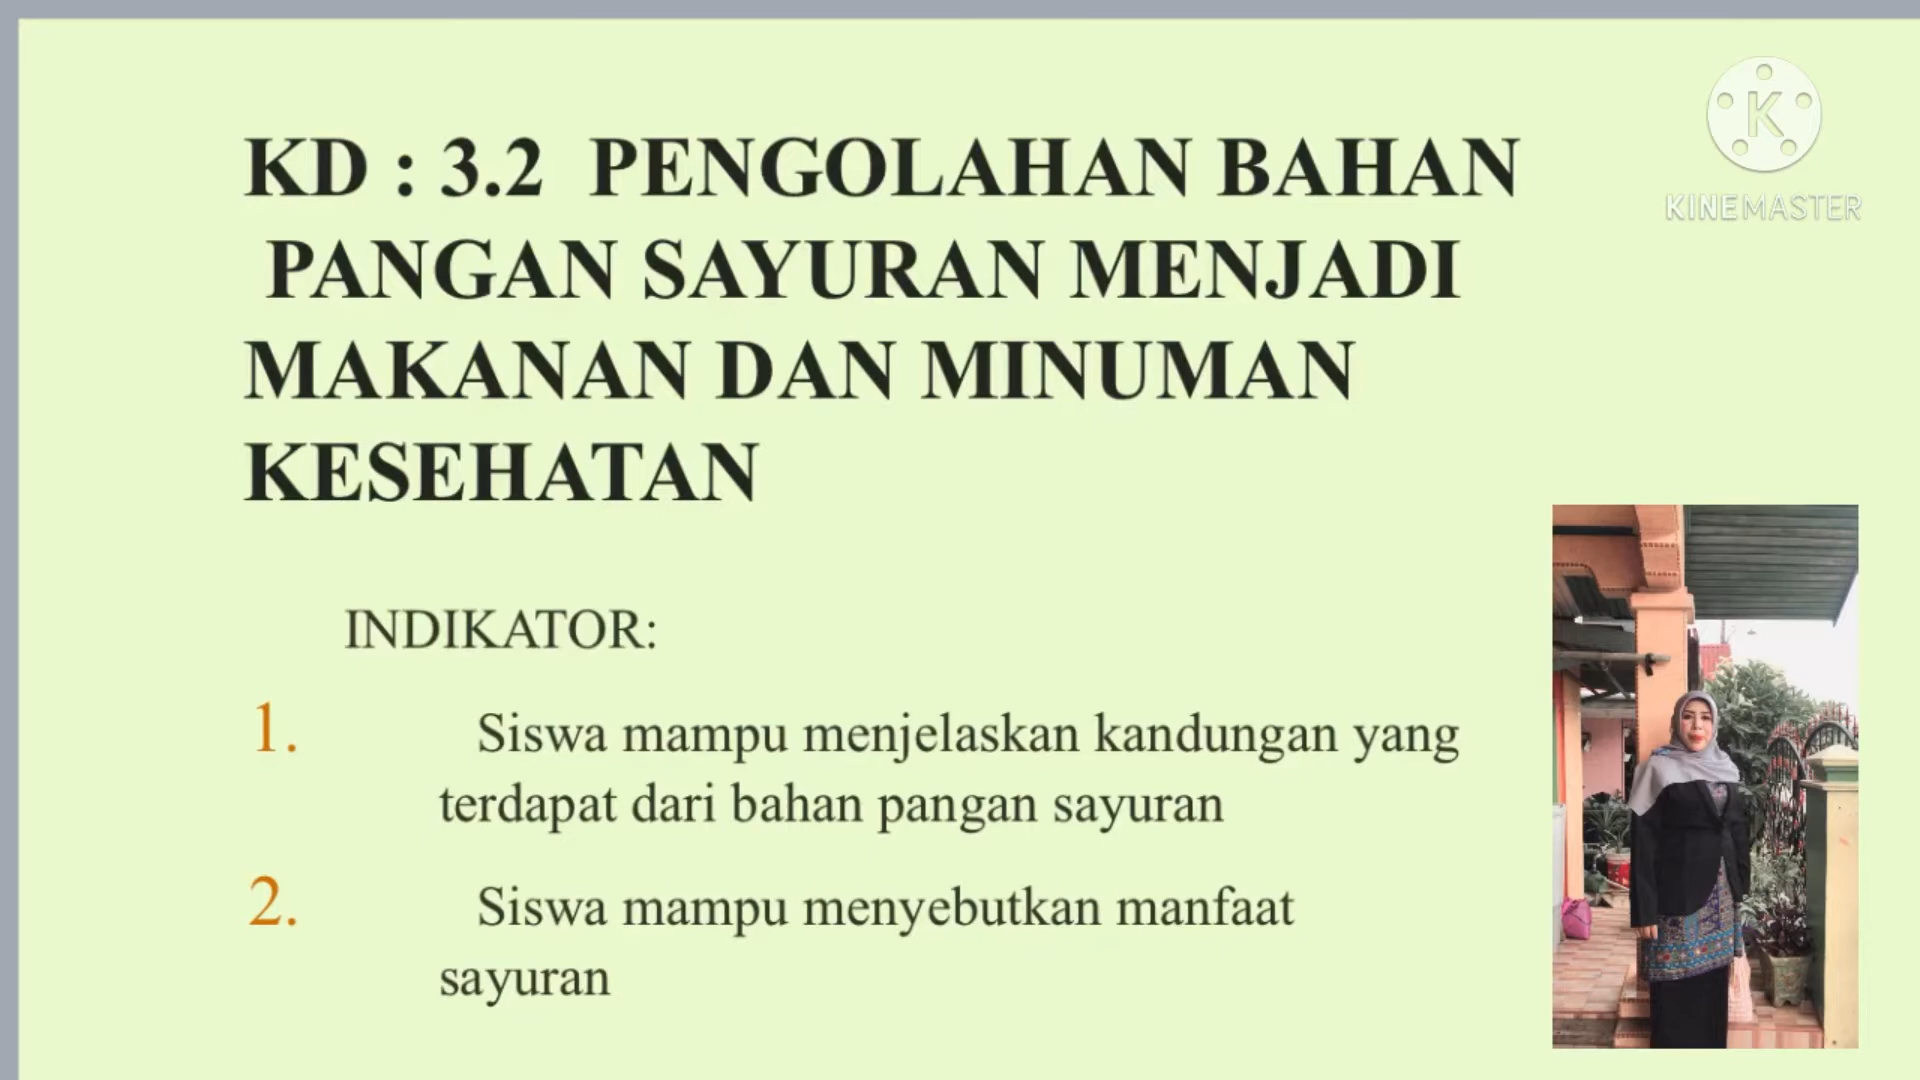 KD : 3.2 PENGOLAHAN BAHAN
PANGAN SAYURAN MENJADI
MAKANAN DAN MINUMAN
KESEHATAN
K
KINEMASTER
INDIKATOR:
1. Siswa mampu menjelaskan kandungan yang
terdapat dari bahan pangan sayuran
2. Siswa mampu menyebutkan manfaat
sayuran